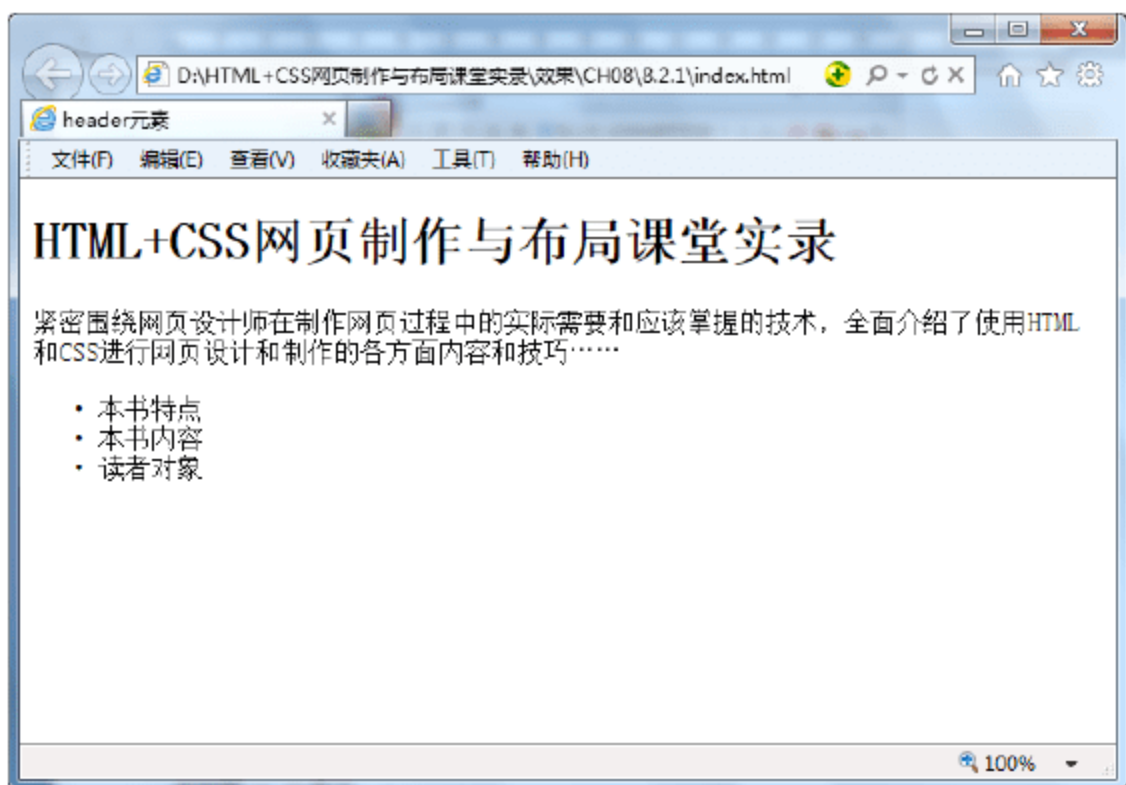 D:\HTML+CSS网页制作与布局课堂实录\效果\CH08\8.2.1\index.html
header元素
文件(F) 编辑(E) 查看(V) 收藏夹(A) 工具(T) 帮助(H)
HTML+CSS网页制作与布局课堂实录
紧密围绕网页设计师在制作网页过程中的实际需要和应该掌握的技术，全面介绍了使用HTML
和CSS进行网页设计和制作的各方面内容和技巧……
• 本书特点
• 本书内容
• 读者对象
100%